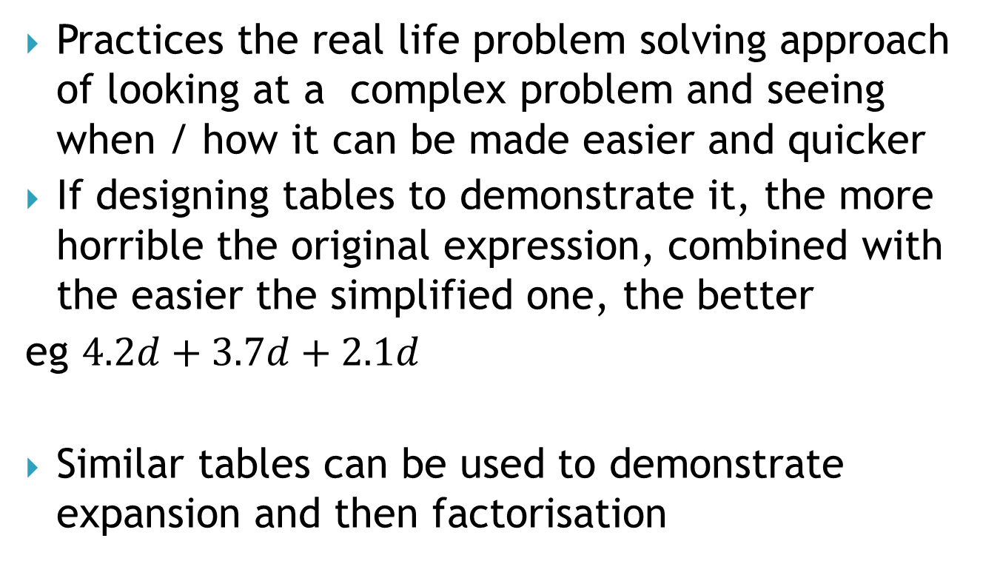 Practices the real life problem solving approach
of looking at a  complex problem and seeing
when / how it can be made easier and quicker
If designing tables to demonstrate it, the more
horrible the original expression, combined with
the easier the simplified one, the better
eg 4.2𝑑 + 3.7𝑑 + 2.1𝑑
Similar tables can be used to demonstrate
expansion and then factorisation